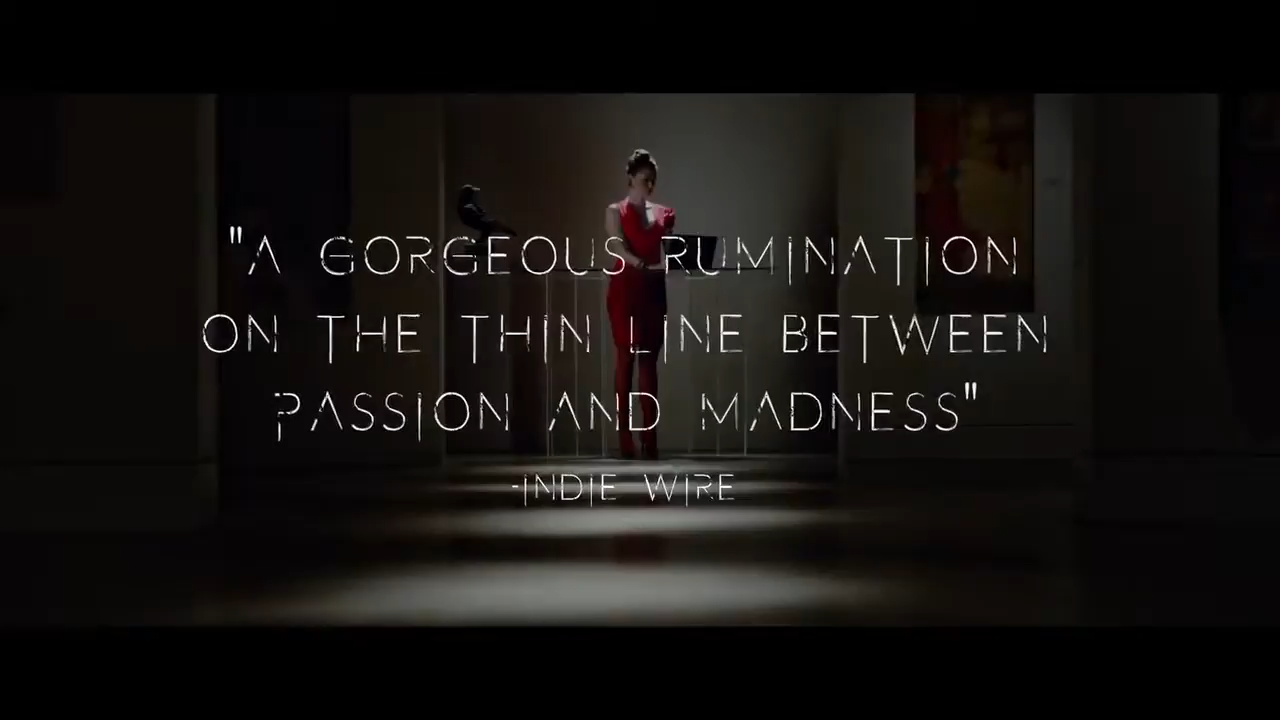 "A GORGEOUS RUMINATION
ON THE THIN LINE BETWEEN
PASSION AND MADNESS"
-INDIE WIRE